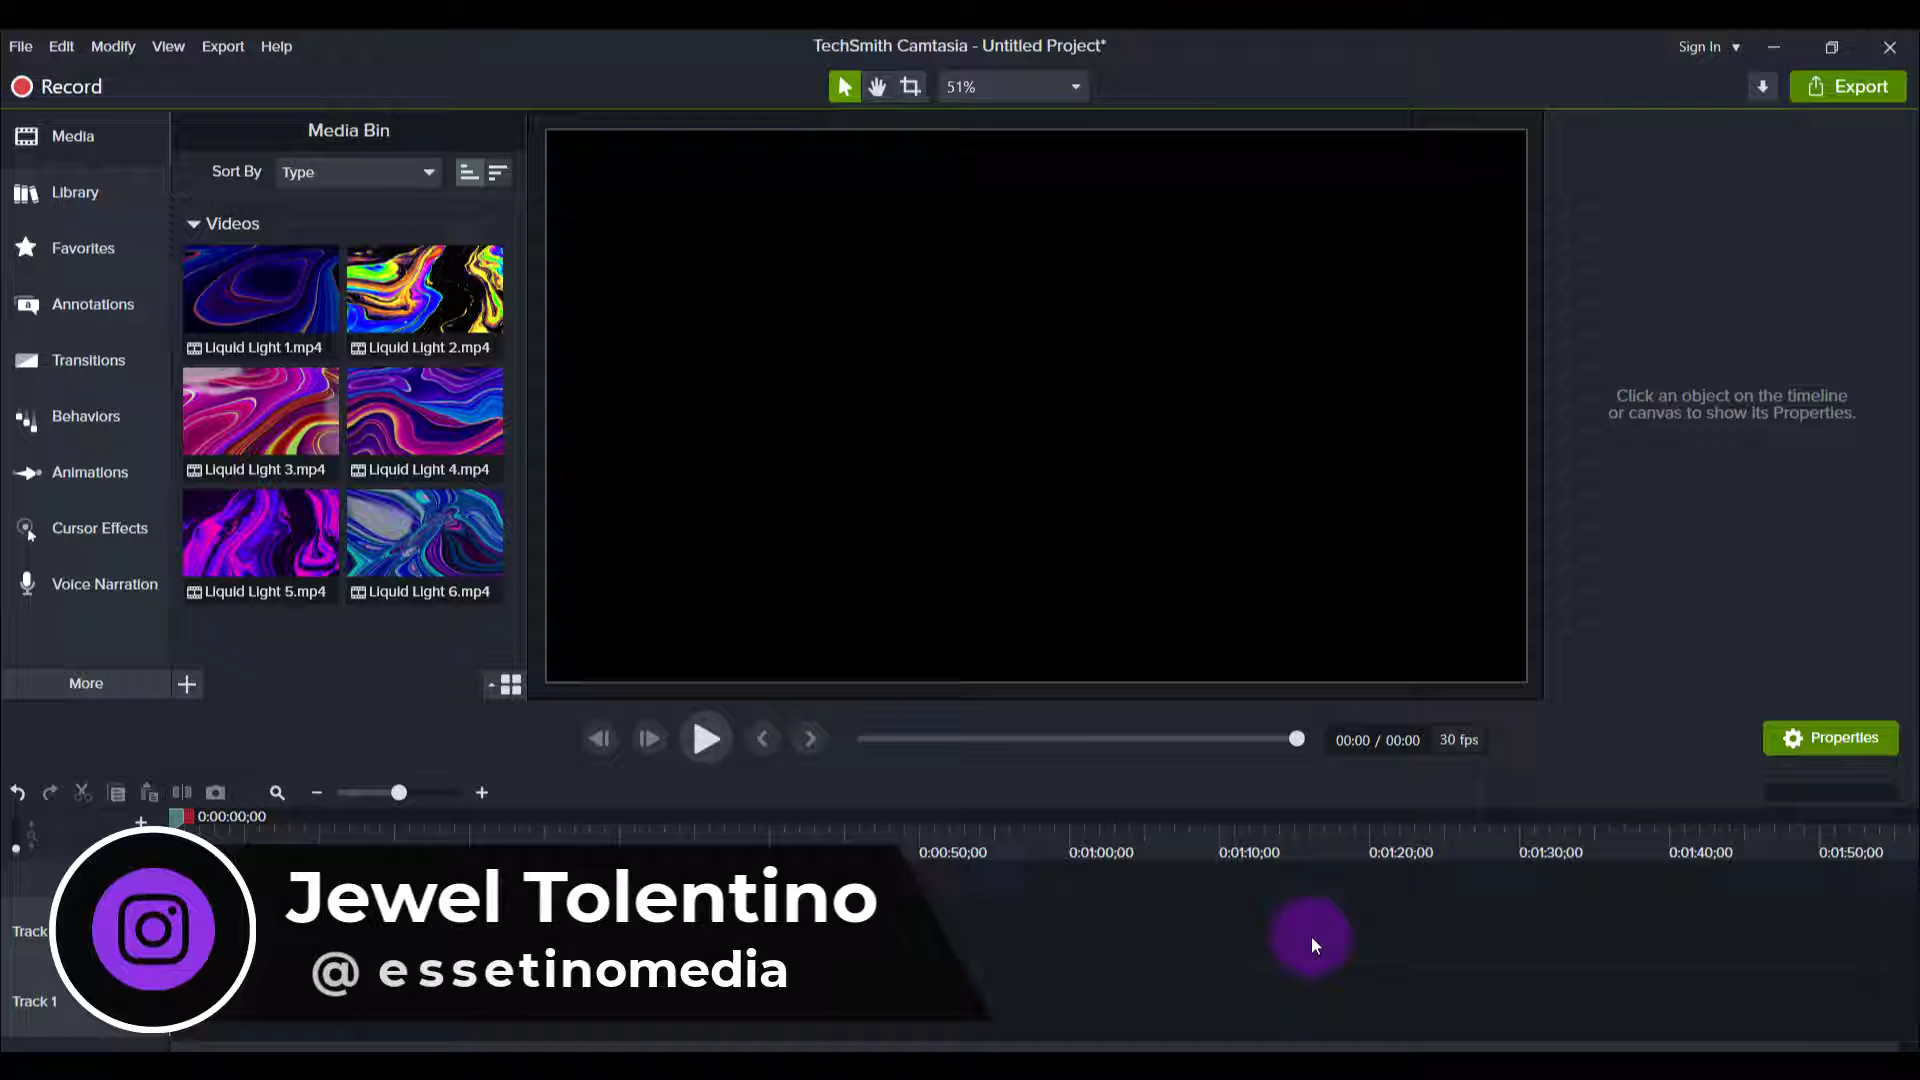 File Edit Modify View Export Help
TechSmith Camtasia - Untitled Project*
Sign In
Record
51%
Export
Media
Library
Favorites
Annotations
Transitions
Behaviors
Animations
Cursor Effects
Voice Narration
More
Media Bin
Sort By Type
Videos
Liquid Light 1.mp4
Liquid Light 2.mp4
Liquid Light 3.mp4
Liquid Light 4.mp4
Liquid Light 5.mp4
Liquid Light 6.mp4
Click an object on the timeline
or canvas to show its Properties.
00:00 / 00:00 30 fps
Properties
0:00:00;00
0:00:50;00 0:01:00;00 0:01:10;00 0:01:20;00 0:01:30;00 0:01:40;00 0:01:50;00
Track
Track 1
Jewel Tolentino
@essetinomedia